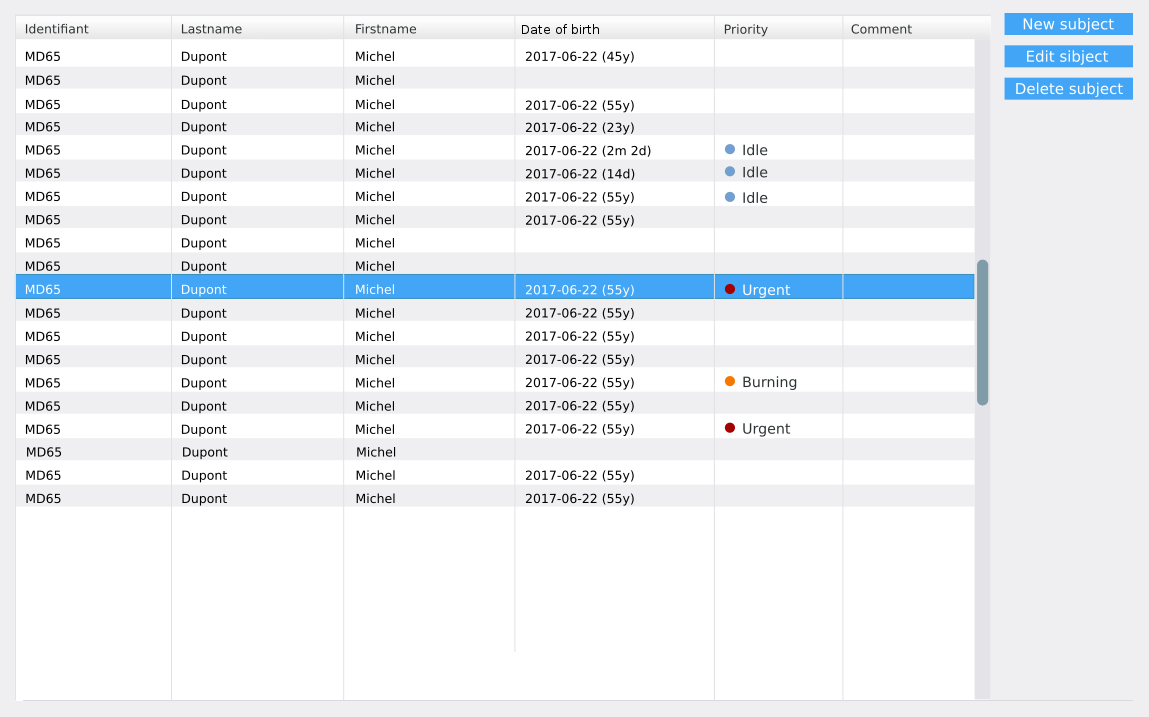 Identifiant Lastname Firstname Date of birth Priority Comment
MD65 Dupont Michel 2017-06-22 (45y)
MD65 Dupont Michel
MD65 Dupont Michel 2017-06-22 (55y)
MD65 Dupont Michel 2017-06-22 (23y)
MD65 Dupont Michel 2017-06-22 (2m 2d) Idle
MD65 Dupont Michel 2017-06-22 (14d) Idle
MD65 Dupont Michel 2017-06-22 (55y) Idle
MD65 Dupont Michel 2017-06-22 (55y)
MD65 Dupont Michel
MD65 Dupont Michel
MD65 Dupont Michel 2017-06-22 (55y) Urgent
MD65 Dupont Michel 2017-06-22 (55y)
MD65 Dupont Michel 2017-06-22 (55y)
MD65 Dupont Michel 2017-06-22 (55y)
MD65 Dupont Michel 2017-06-22 (55y) Burning
MD65 Dupont Michel 2017-06-22 (55y)
MD65 Dupont Michel 2017-06-22 (55y) Urgent
MD65 Dupont Michel
MD65 Dupont Michel 2017-06-22 (55y)
MD65 Dupont Michel 2017-06-22 (55y)
New subject
Edit sibject
Delete subject